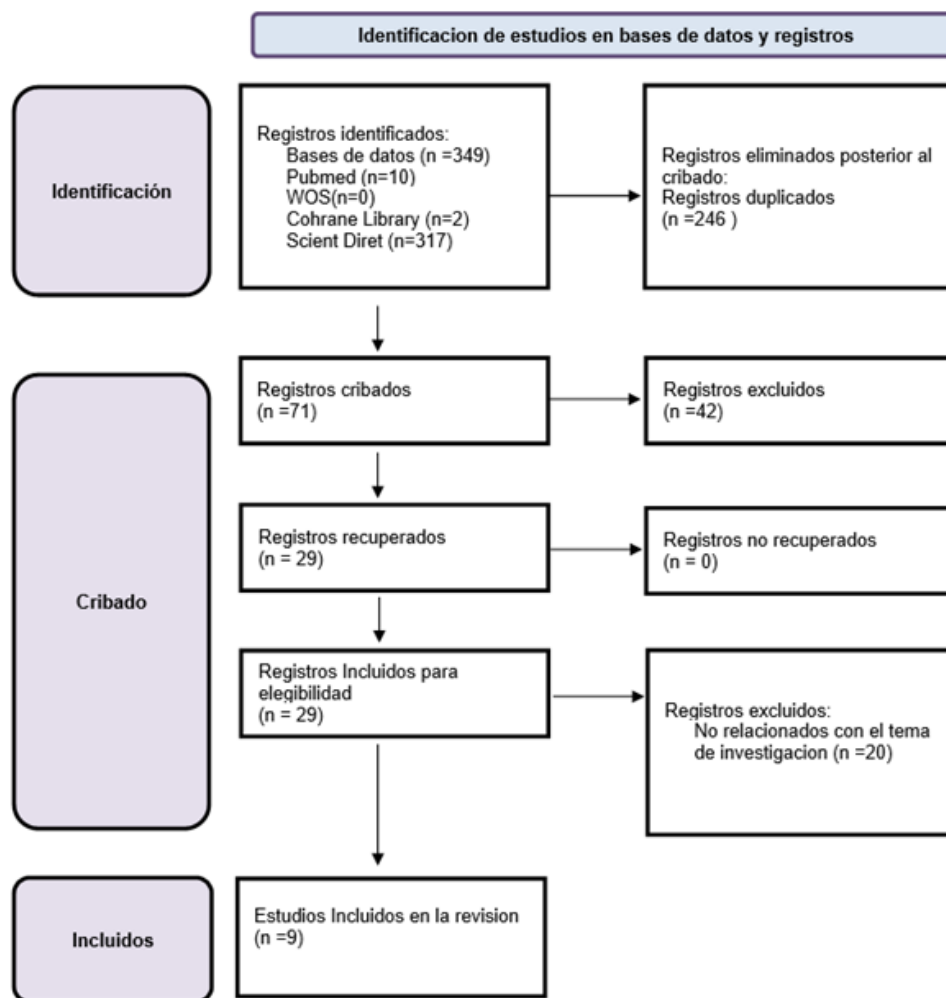 Identificacion de estudios en bases de datos y registros
Identificación
Registros identificados:
Bases de datos (n =349)
Pubmed (n=10)
WOS(n=0)
Cohrane Library (n=2)
Scient Diret (n=317)
Registros eliminados posterior al
cribado:
Registros duplicados
(n =246 )
Cribado
Registros cribados
(n =71)
Registros excluidos
(n =42)
Registros recuperados
(n = 29)
Registros no recuperados
(n = 0)
Registros Incluidos para
elegibilidad
(n = 29)
Registros excluidos:
No relacionados con el tema
de investigacion (n =20)
Incluidos
Estudios Incluidos en la revision
(n =9)